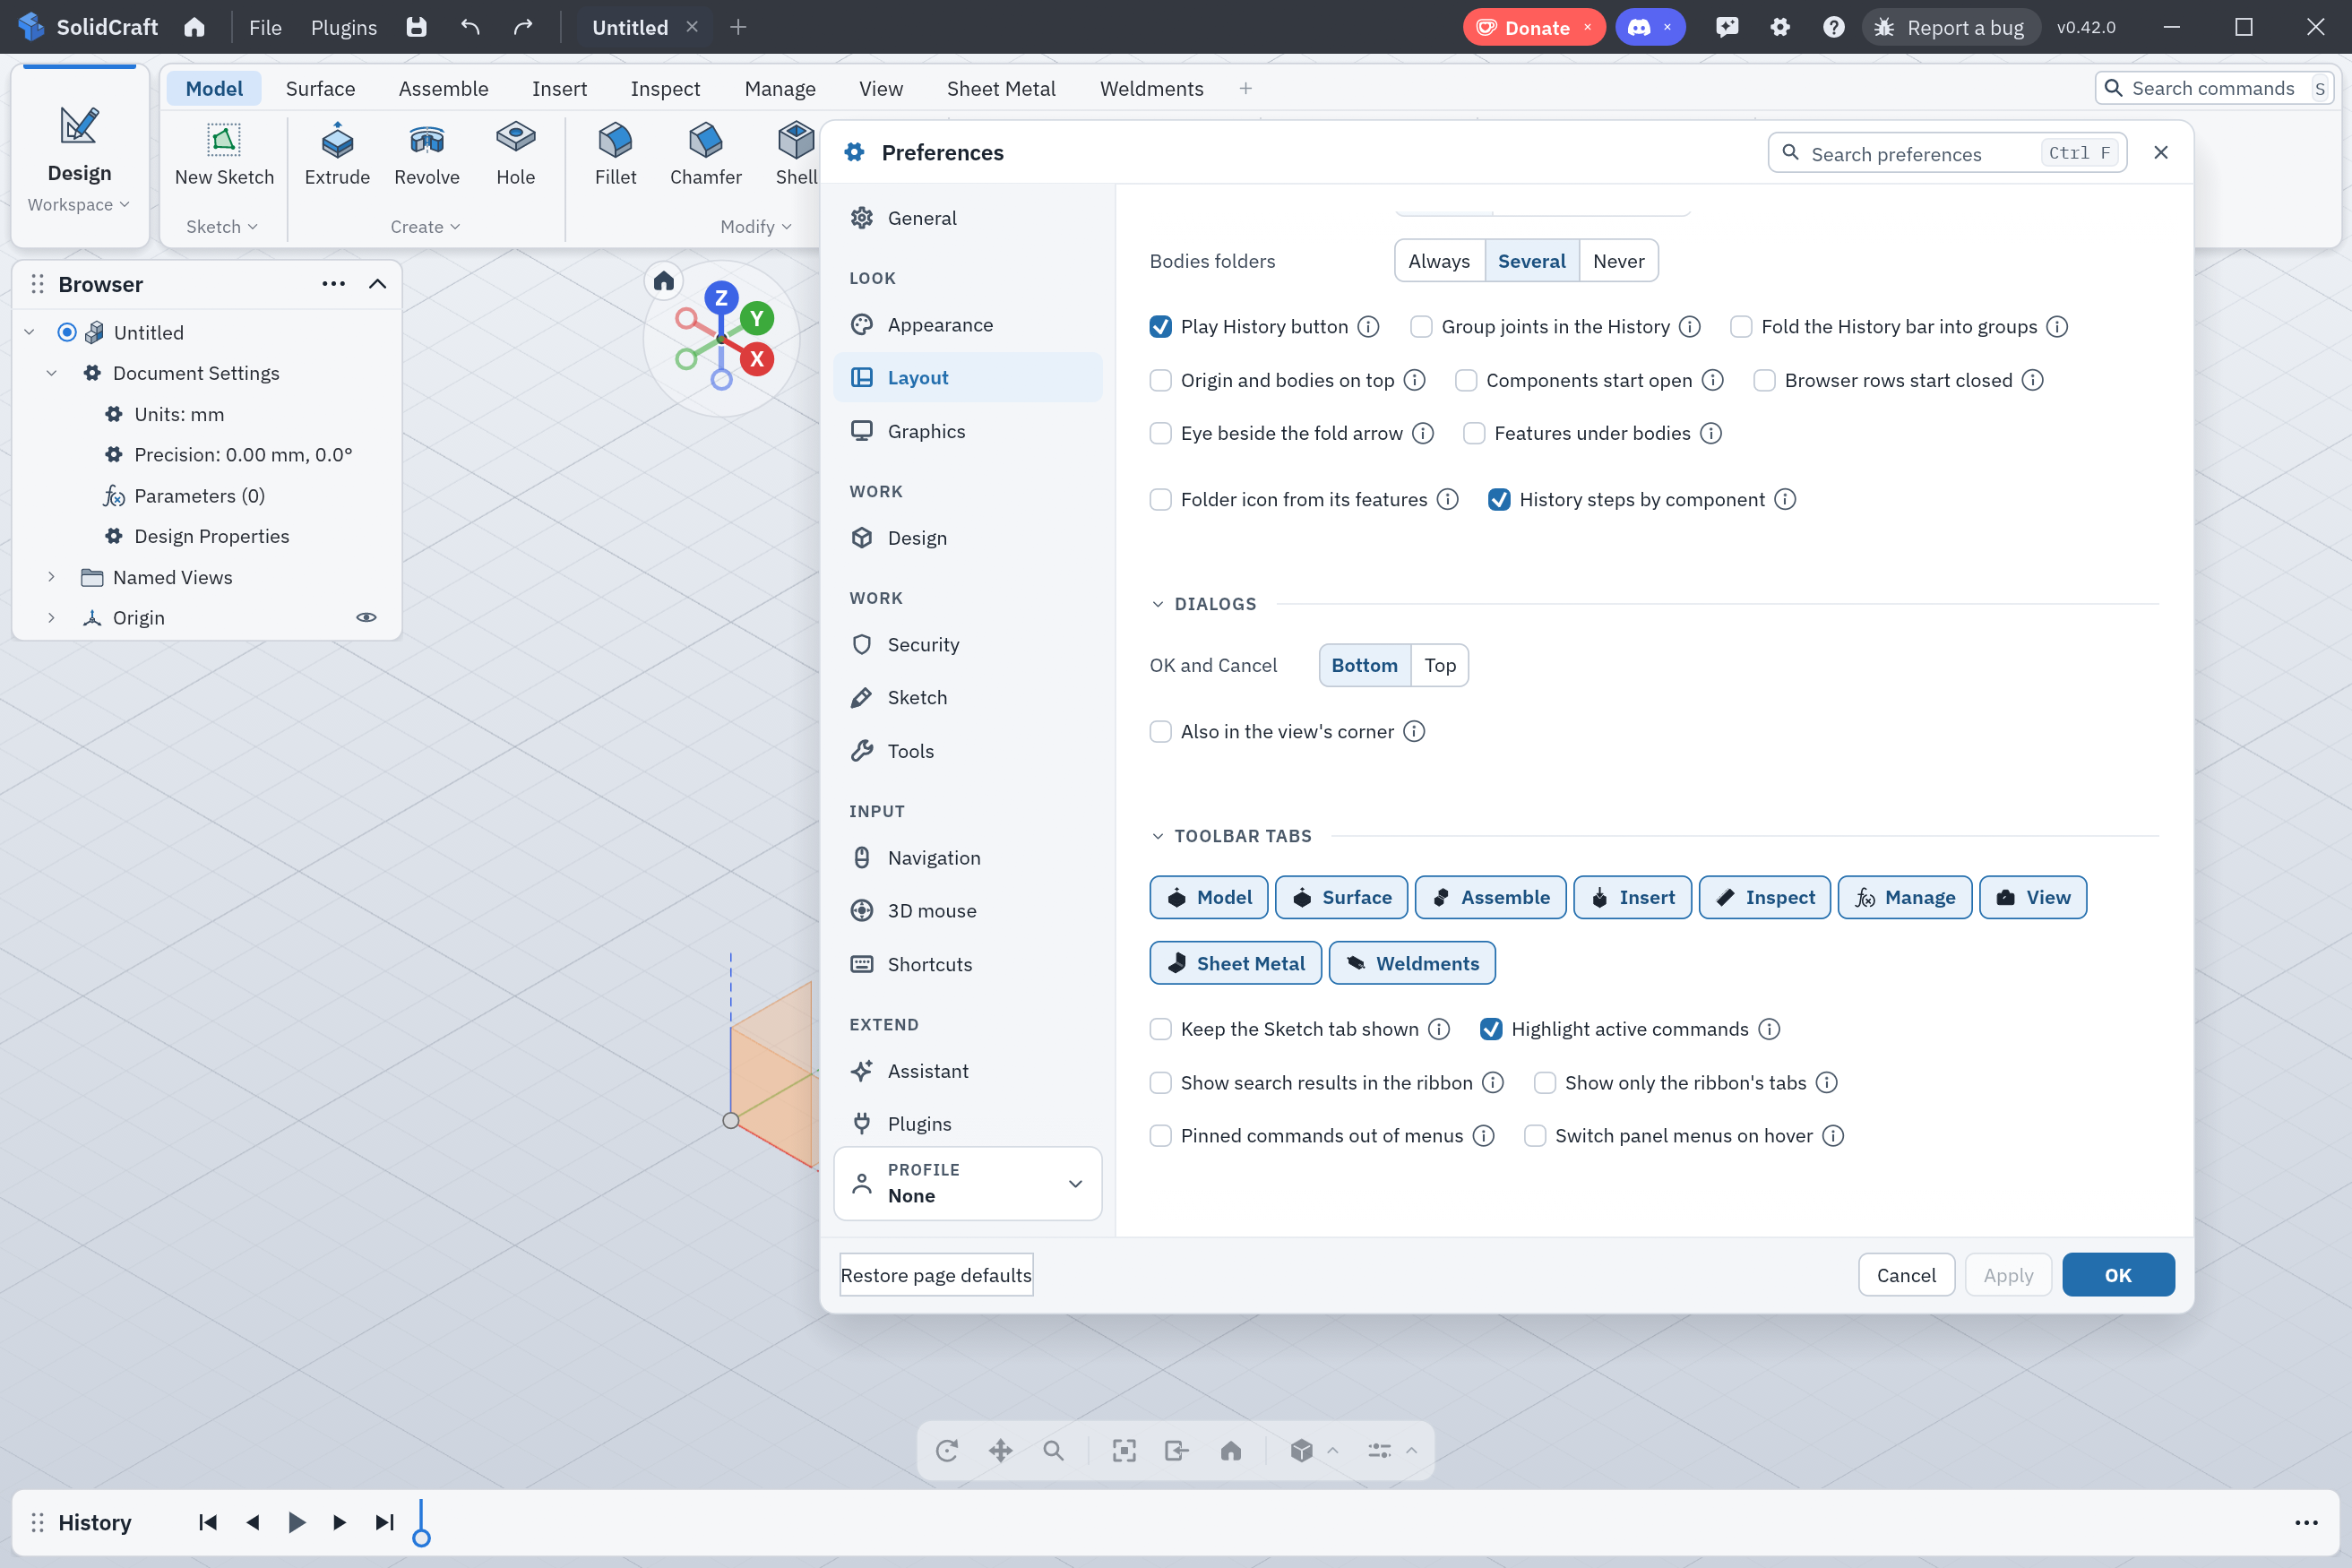 SolidCraft File Plugins Untitled Donate Report a bug v0.42.0
Model Surface Assemble Insert Inspect Manage View Sheet Metal Weldments Search commands S
Design
Workspace
New Sketch Extrude Revolve Hole Fillet Chamfer Shell
Sketch Create Modify
Browser
Untitled
Document Settings
Units: mm
Precision: 0.00 mm, 0.0°
Parameters (0)
Design Properties
Named Views
Origin
Z
Y
X
Preferences Search preferences Ctrl F
General
LOOK
Appearance
Layout
Graphics
WORK
Design
WORK
Security
Sketch
Tools
INPUT
Navigation
3D mouse
Shortcuts
EXTEND
Assistant
Plugins
PROFILE
None
Bodies folders Always Several Never
Play History button Group joints in the History Fold the History bar into groups
Origin and bodies on top Components start open Browser rows start closed
Eye beside the fold arrow Features under bodies
Folder icon from its features History steps by component
DIALOGS
OK and Cancel Bottom Top
Also in the view's corner
TOOLBAR TABS
Model Surface Assemble Insert Inspect Manage View
Sheet Metal Weldments
Keep the Sketch tab shown Highlight active commands
Show search results in the ribbon Show only the ribbon's tabs
Pinned commands out of menus Switch panel menus on hover
Restore page defaults Cancel Apply OK
History